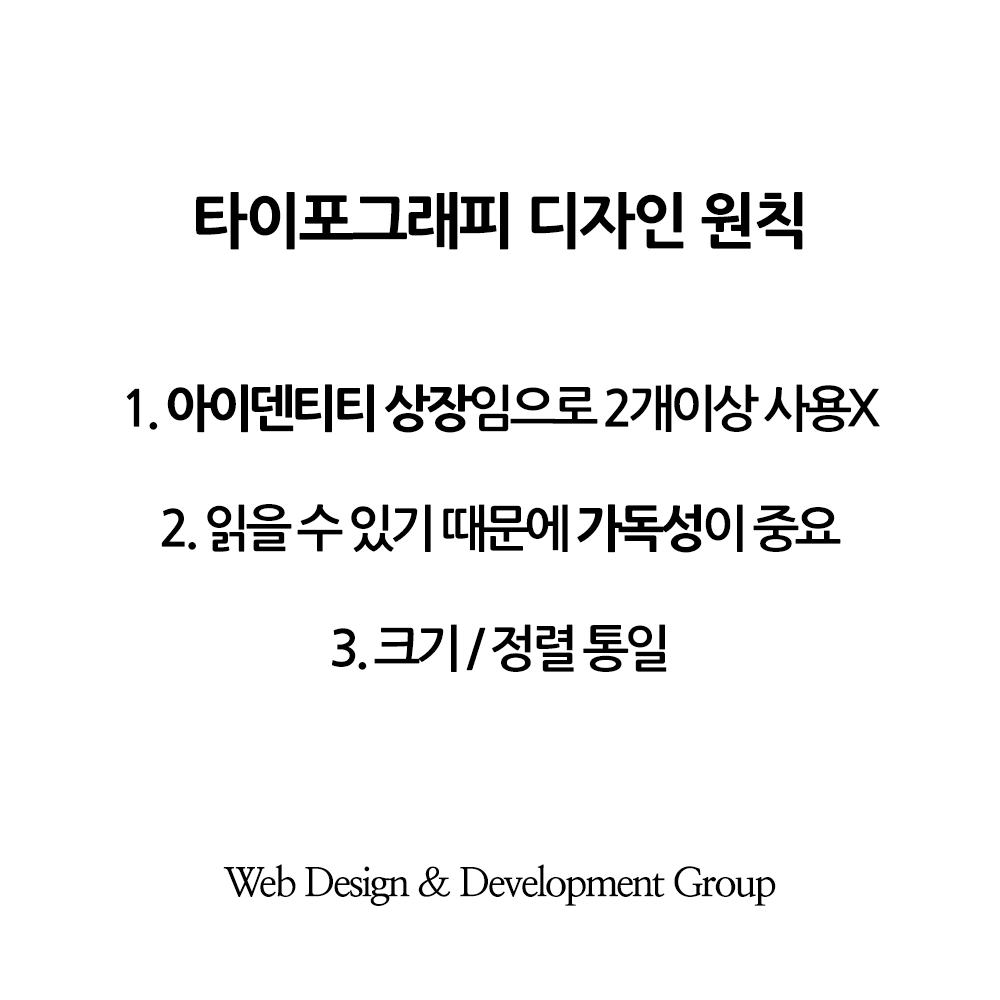 타이포그래피 디자인 원칙
1. 아이덴티티 상장임으로 2개이상 사용X
2. 읽을 수 있기 때문에 가독성이 중요
3. 크기 / 정렬 통일
Web Design & Development Group